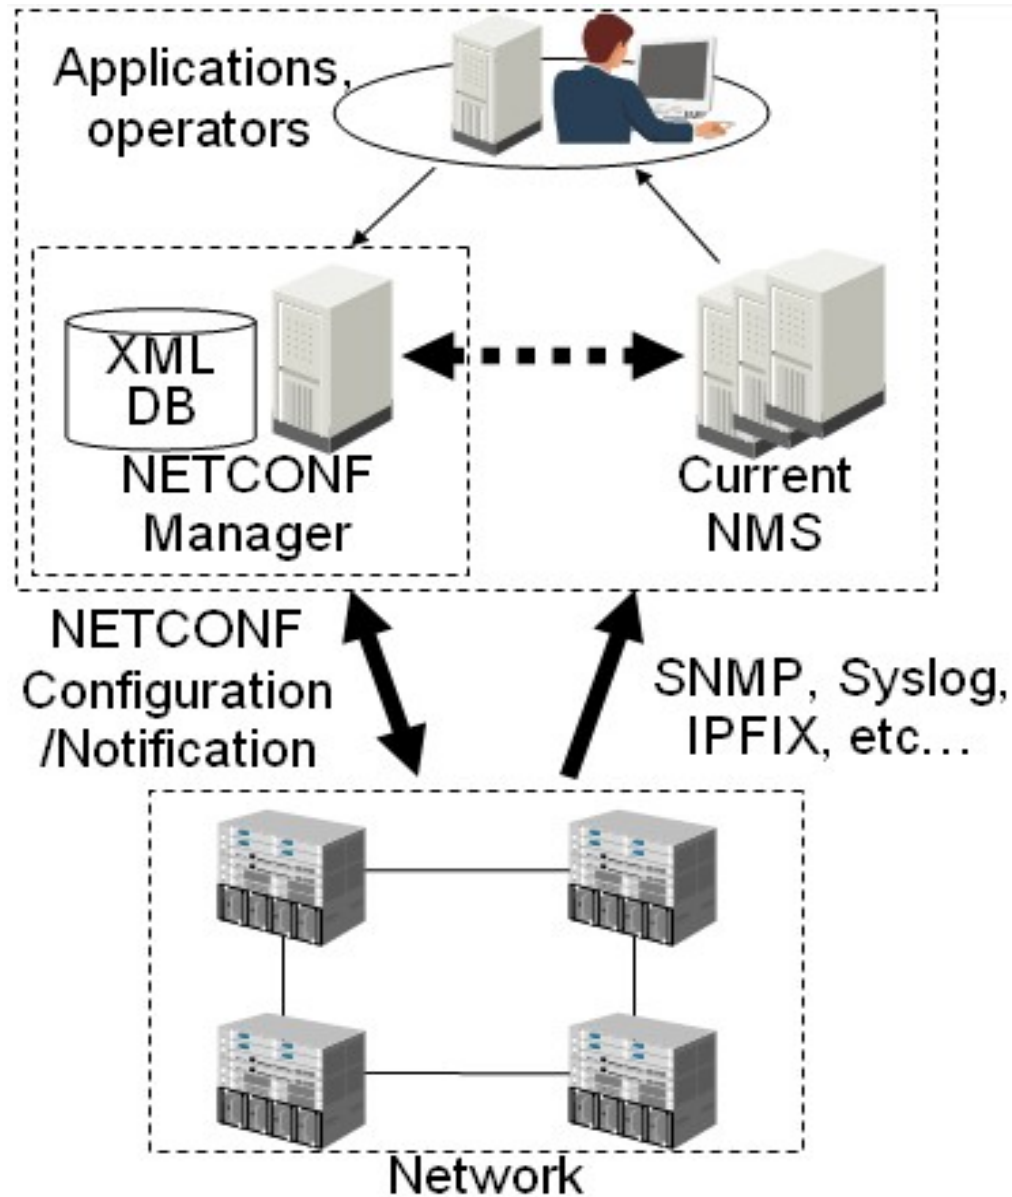 Applications,
operators
XML
DB
NETCONF
Manager
Current
NMS
NETCONF
Configuration
/Notification
SNMP, Syslog,
IPFIX, etc…
Network